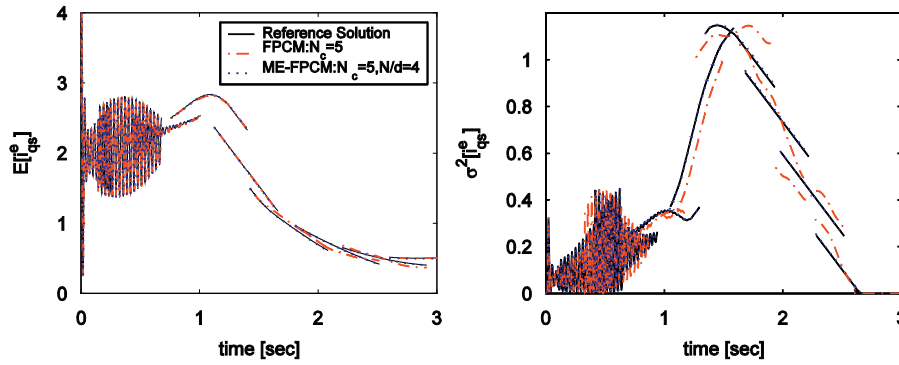 Reference Solution
FPCM:N_c=5
ME-FPCM:N_c=5,N/d=4
E[i^e_qs]
4
3
2
1
0
0 1 2 3
time [sec]
σ²[i^e_qs]
1
0.8
0.6
0.4
0.2
0
0 1 2 3
time [sec]